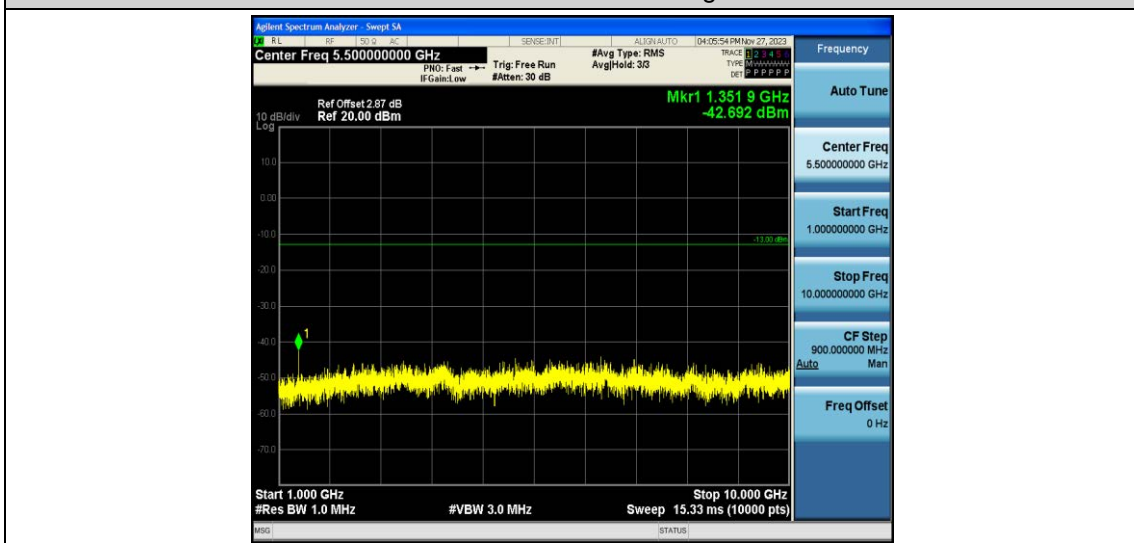 Agilent Spectrum Analyzer - Swept SA
RL RF 50 Ω AC SENSE:INT ALIGN AUTO 04:05:54 PM Nov 27, 2023
Center Freq 5.500000000 GHz #Avg Type: RMS TRACE 1 2 3 4 5 6
PNO: Fast Trig: Free Run Avg|Hold: 3/3 TYPE M
IFGain:Low #Atten: 30 dB DET P P P P P P
Mkr1 1.351 9 GHz
-42.692 dBm
Ref Offset 2.87 dB
10 dB/div Ref 20.00 dBm
Log
10.0
0.00
-10.0
-13.00 dBm
-20.0
-30.0
1
-40.0
-50.0
-60.0
-70.0
Start 1.000 GHz Stop 10.000 GHz
#Res BW 1.0 MHz #VBW 3.0 MHz Sweep 15.33 ms (10000 pts)
MSG STATUS
Frequency
Auto Tune
Center Freq
5.500000000 GHz
Start Freq
1.000000000 GHz
Stop Freq
10.000000000 GHz
CF Step
900.000000 MHz
Auto Man
Freq Offset
0 Hz